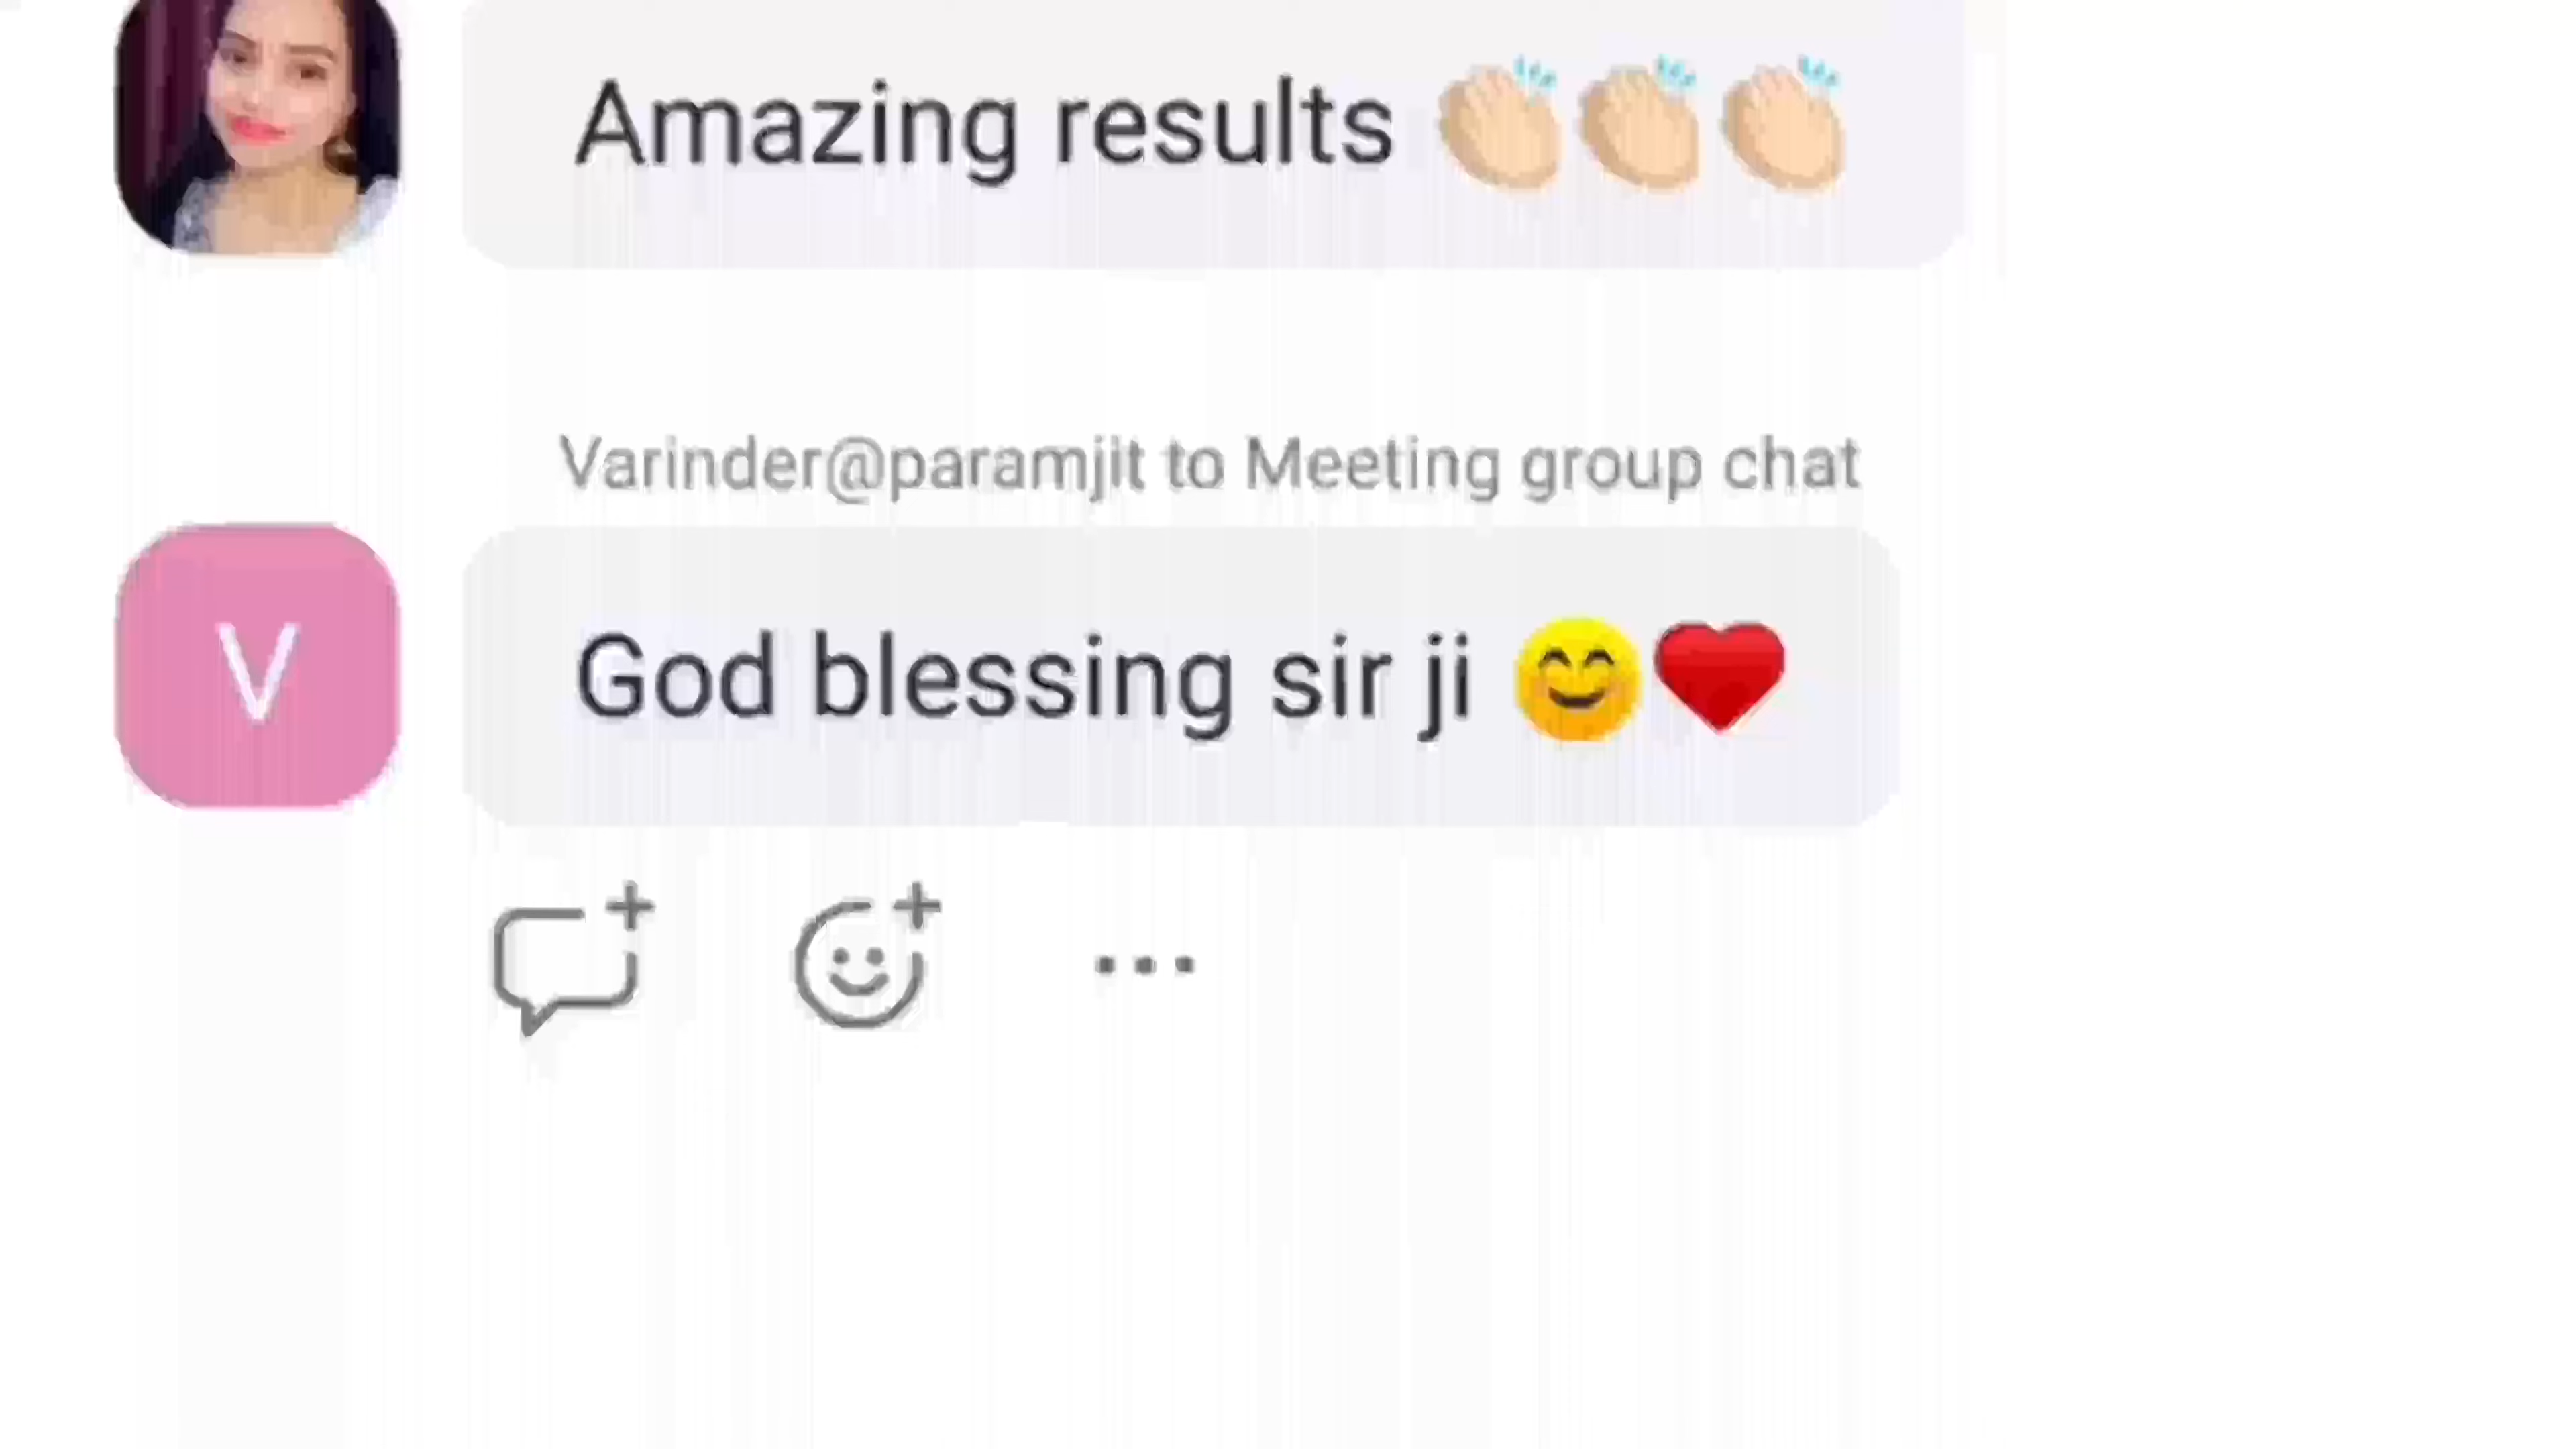 Amazing results 👏🏻👏🏻👏🏻
Varinder@paramjit to Meeting group chat
V
God blessing sir ji 😊❤️